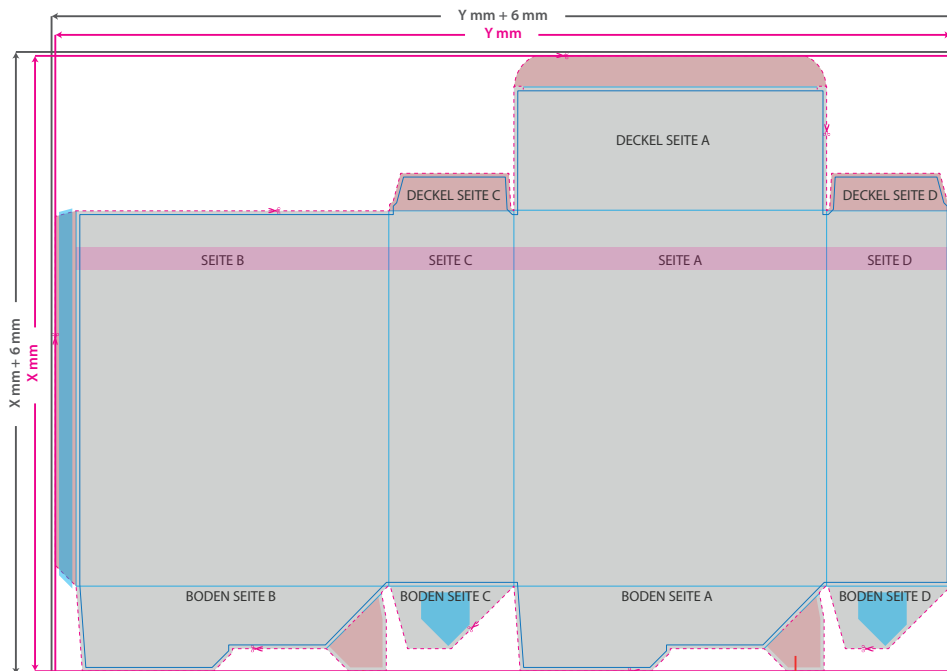 Y mm + 6 mm
Y mm
X mm + 6 mm
X mm
DECKEL SEITE A
DECKEL SEITE C
DECKEL SEITE D
SEITE B
SEITE C
SEITE A
SEITE D
BODEN SEITE B
BODEN SEITE C
BODEN SEITE A
BODEN SEITE D